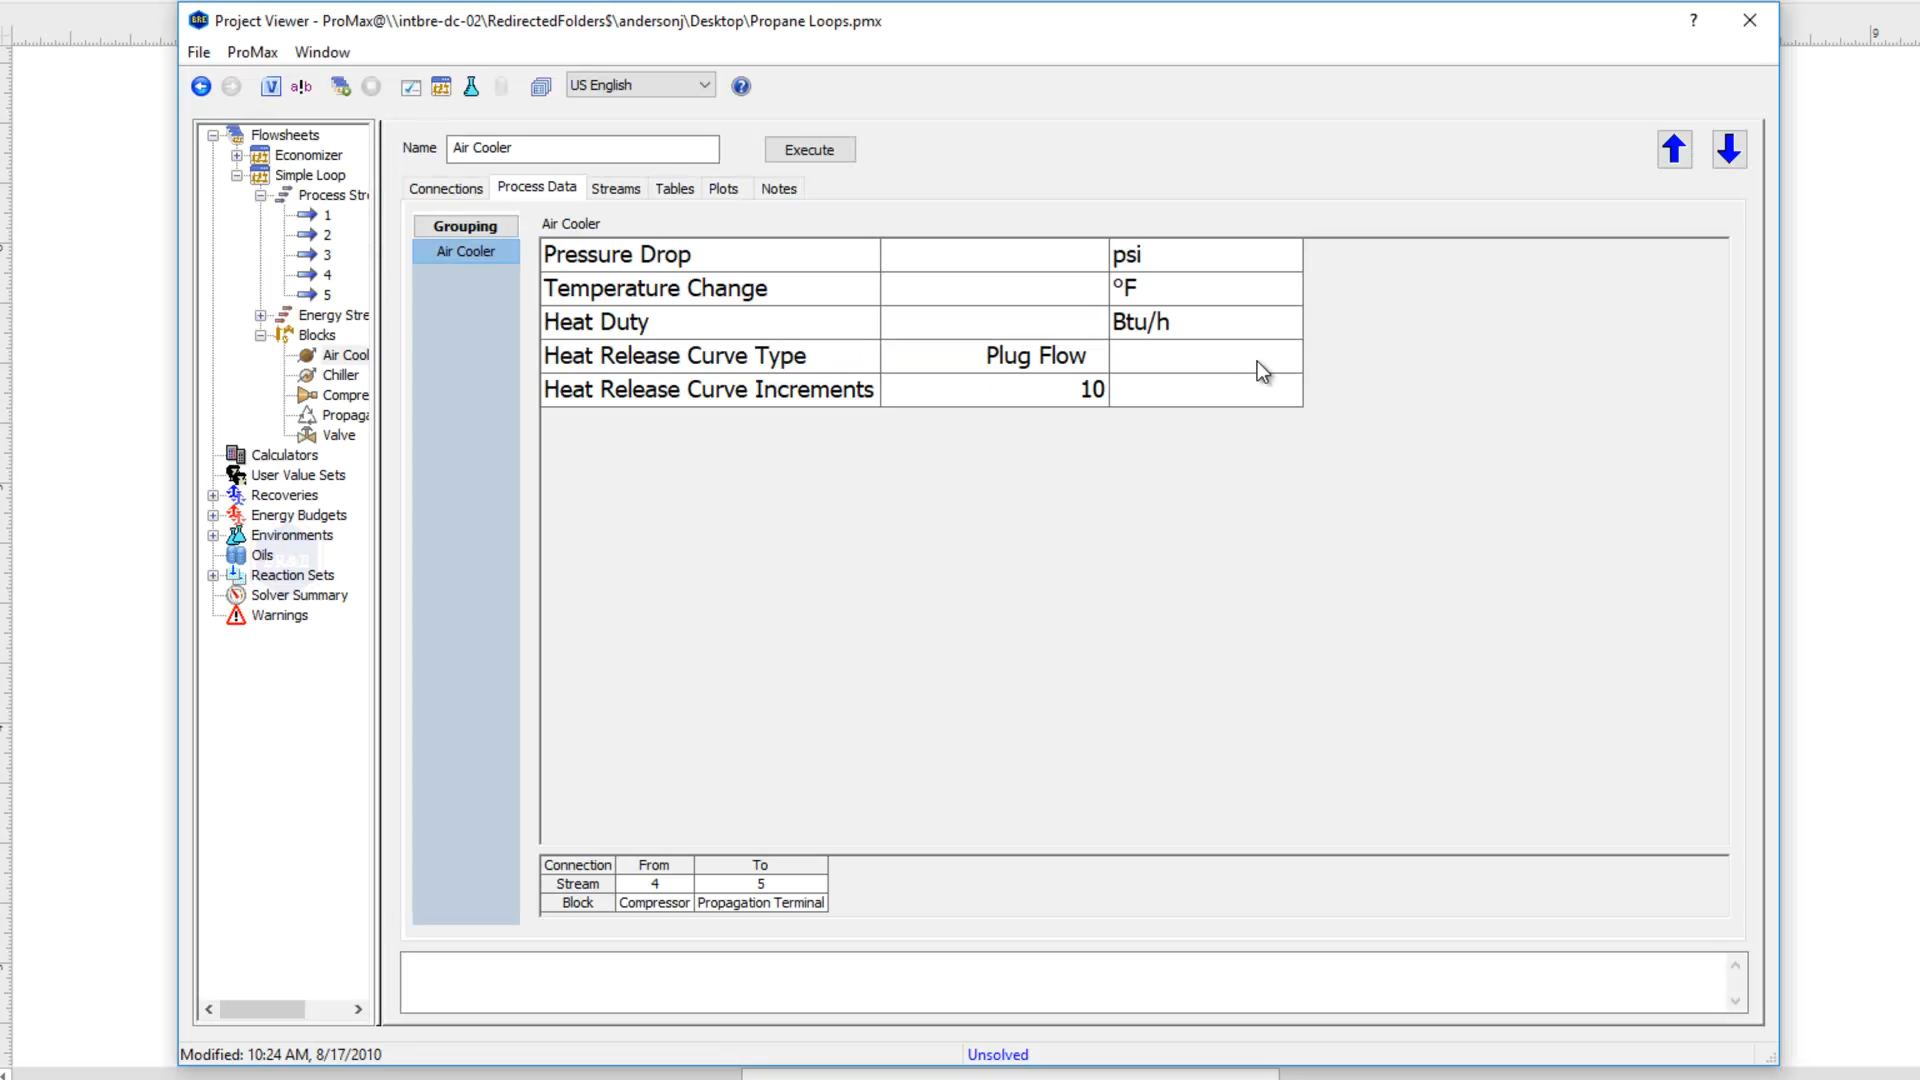 9
Project Viewer - ProMax@\\intbre-dc-02\RedirectedFolders$\andersonj\Desktop\Propane Loops.pmx
?
File ProMax Window
a!b US English
Flowsheets
Economizer
Simple Loop
Process Stre
1
2
3
4
5
Energy Stre
Blocks
Air Cool
Chiller
Compre
Propaga
Valve
Calculators
User Value Sets
Recoveries
Energy Budgets
Environments
Oils
Reaction Sets
Solver Summary
Warnings
Name Air Cooler Execute
Connections Process Data Streams Tables Plots Notes
Grouping
Air Cooler
Air Cooler
Pressure Drop psi
Temperature Change °F
Heat Duty Btu/h
Heat Release Curve Type Plug Flow
Heat Release Curve Increments 10
Connection From To
Stream 4 5
Block Compressor Propagation Terminal
Modified: 10:24 AM, 8/17/2010 Unsolved